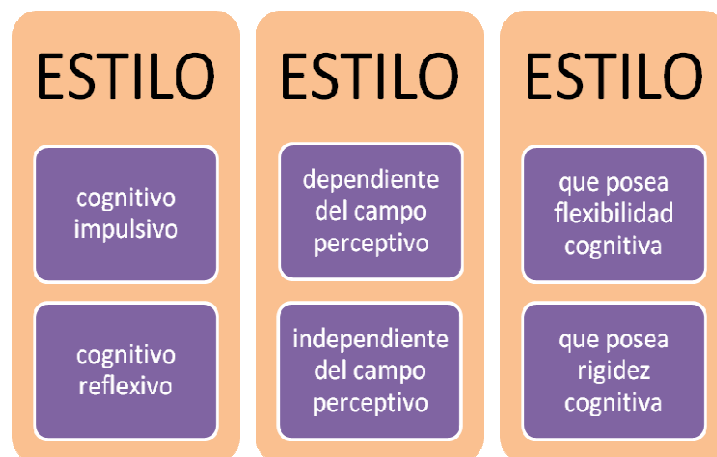 ESTILO
cognitivo
impulsivo
cognitivo
reflexivo
ESTILO
dependiente
del campo
perceptivo
independiente
del campo
perceptivo
ESTILO
que posea
flexibilidad
cognitiva
que posea
rigidez
cognitiva